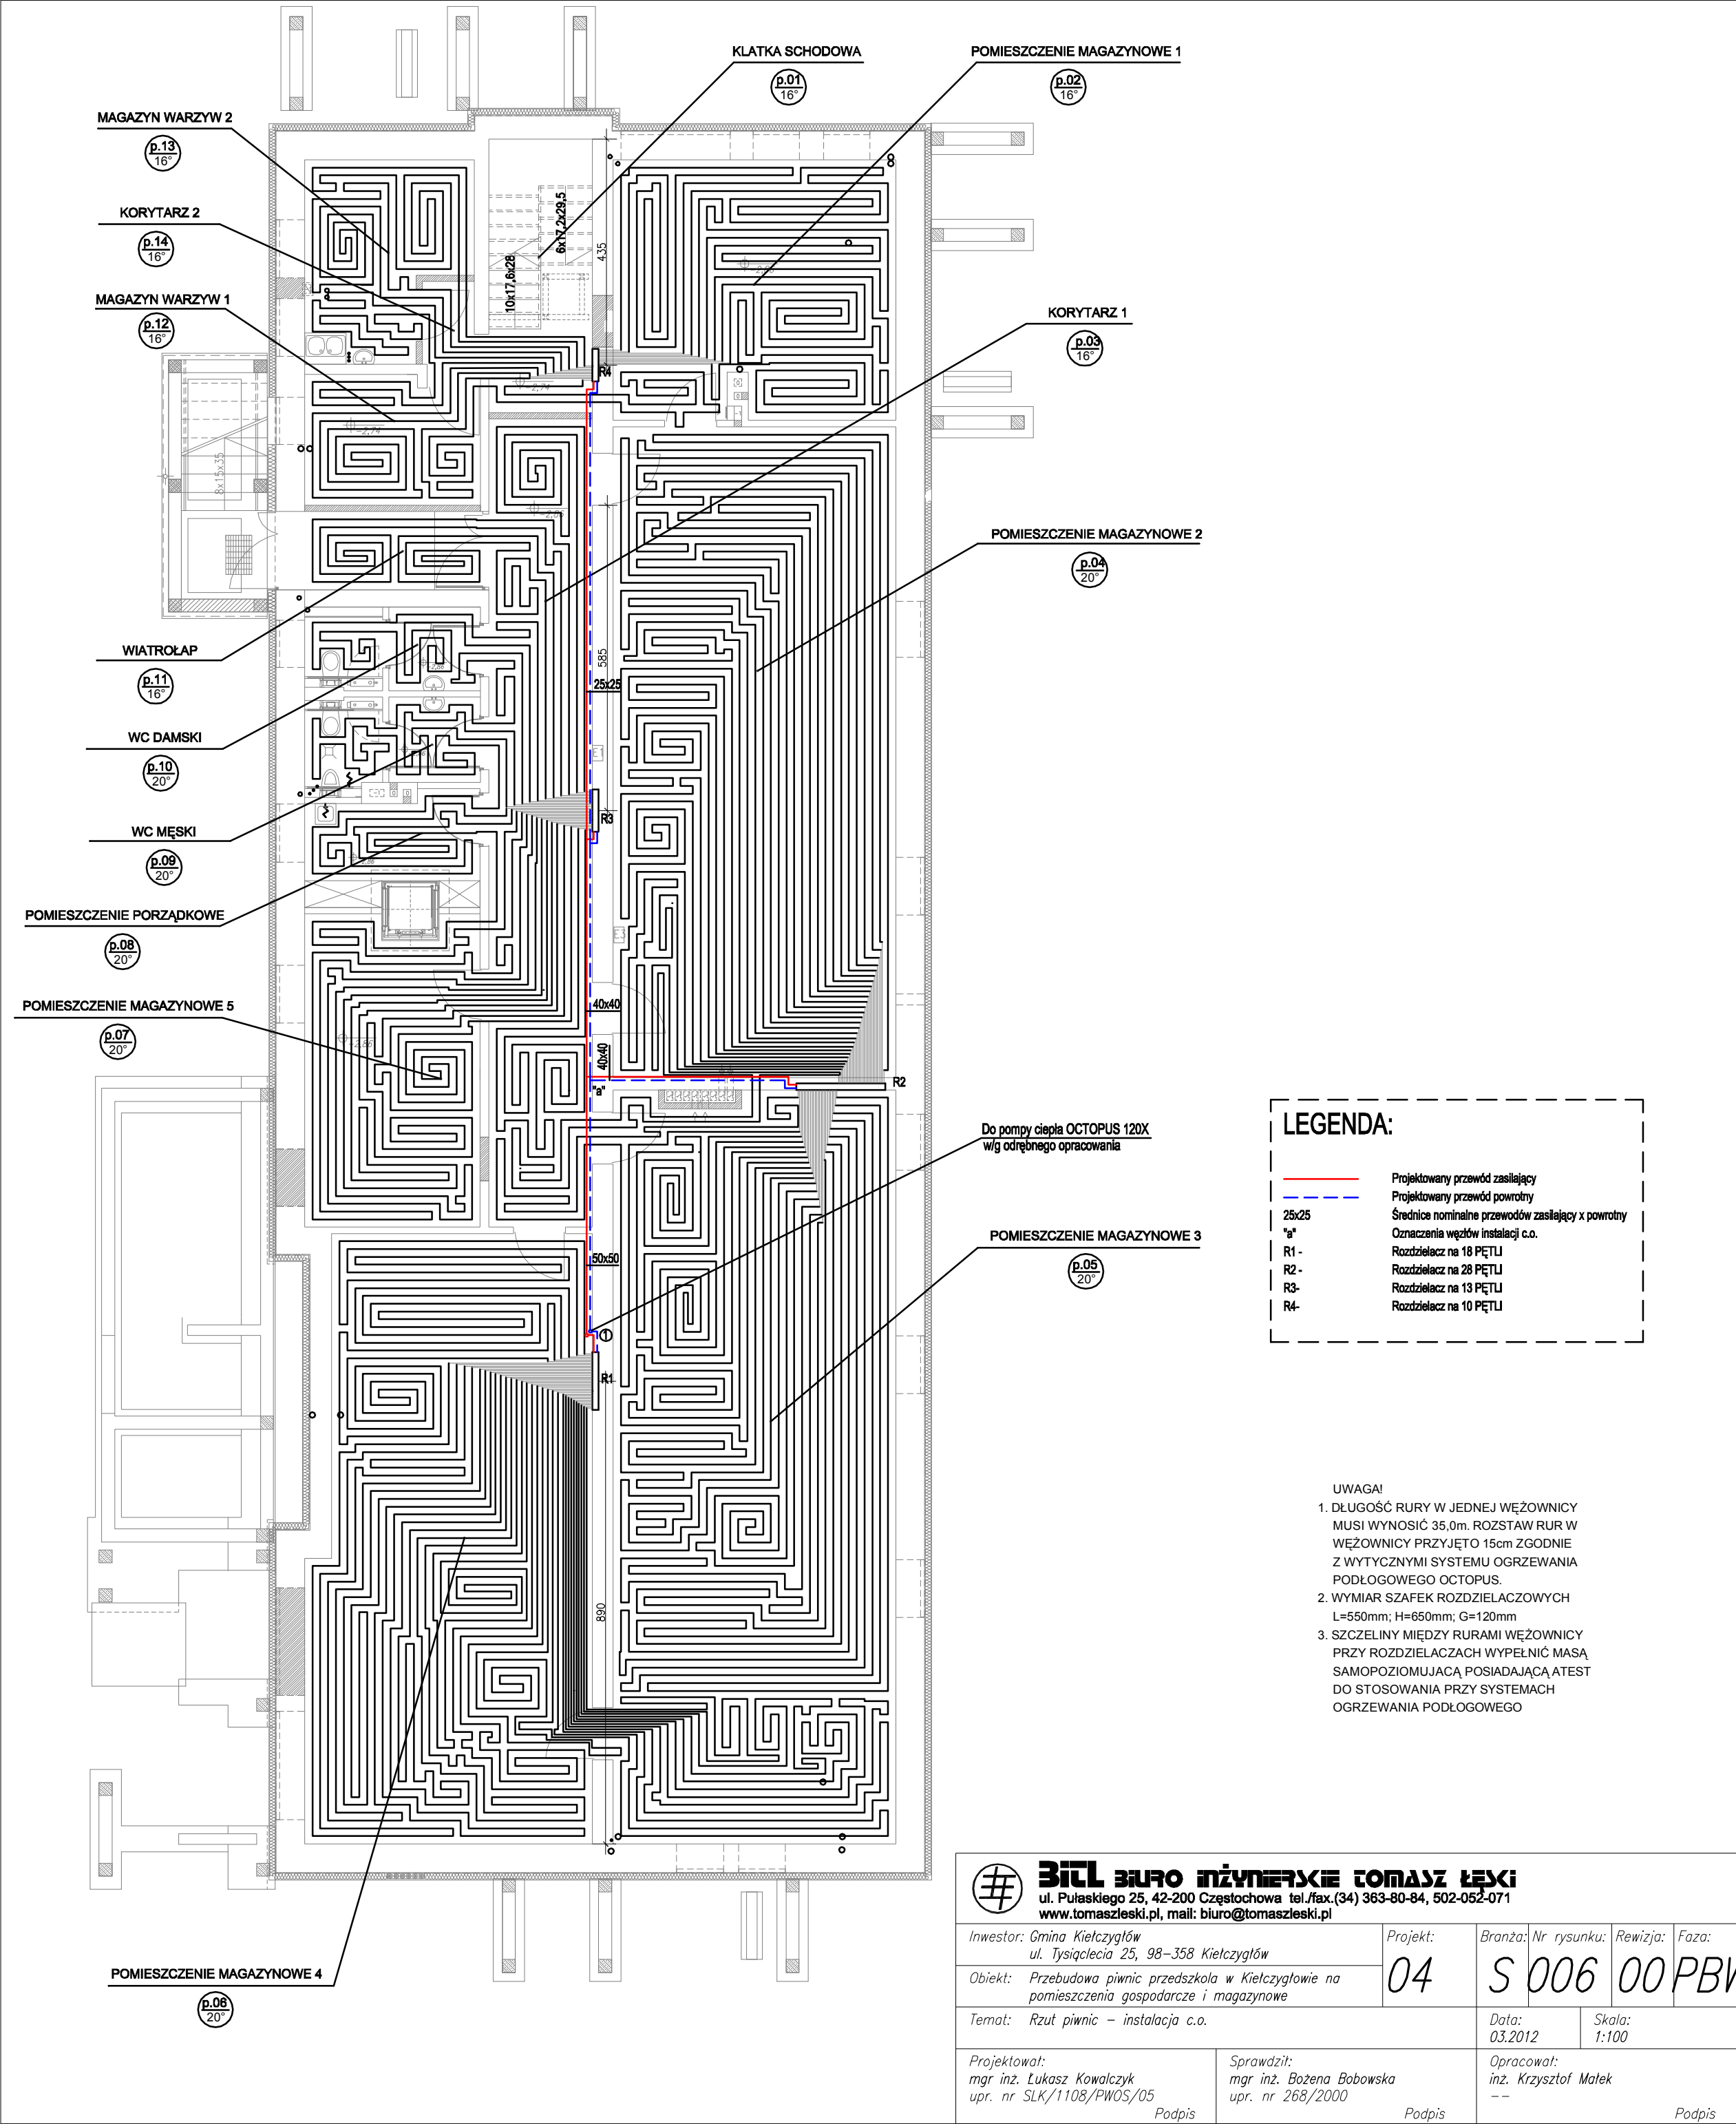 KLATKA SCHODOWA
p.01
16°
POMIESZCZENIE MAGAZYNOWE 1
p.02
16°
MAGAZYN WARZYW 2
p.13
16°
KORYTARZ 2
p.14
16°
MAGAZYN WARZYW 1
p.12
16°
KORYTARZ 1
p.03
16°
POMIESZCZENIE MAGAZYNOWE 2
p.04
20°
WIATROŁAP
p.11
16°
WC DAMSKI
p.10
20°
WC MĘSKI
p.09
20°
POMIESZCZENIE PORZĄDKOWE
p.08
20°
POMIESZCZENIE MAGAZYNOWE 5
p.07
20°
Do pompy ciepła OCTOPUS 120X
w/g odrębnego opracowania
POMIESZCZENIE MAGAZYNOWE 3
p.05
20°
POMIESZCZENIE MAGAZYNOWE 4
p.06
20°
10x17,6x28
6x17,2x29,5
435
R4
-2,74
8x15x35
585
25x25
E1
R3
E3
40x40
40x40
"a"
R2
50x50
1
R1
890
LEGENDA:
Projektowany przewód zasilający
Projektowany przewód powrotny
25x25 Średnice nominalne przewodów zasilający x powrotny
"a" Oznaczenia węzłów instalacji c.o.
R1 - Rozdzielacz na 18 PĘTLI
R2 - Rozdzielacz na 28 PĘTLI
R3- Rozdzielacz na 13 PĘTLI
R4- Rozdzielacz na 10 PĘTLI
UWAGA!
1. DŁUGOŚĆ RURY W JEDNEJ WĘŻOWNICY
MUSI WYNOSIĆ 35,0m. ROZSTAW RUR W
WĘŻOWNICY PRZYJĘTO 15cm ZGODNIE
Z WYTYCZNYMI SYSTEMU OGRZEWANIA
PODŁOGOWEGO OCTOPUS.
2. WYMIAR SZAFEK ROZDZIELACZOWYCH
L=550mm; H=650mm; G=120mm
3. SZCZELINY MIĘDZY RURAMI WĘŻOWNICY
PRZY ROZDZIELACZACH WYPEŁNIĆ MASĄ
SAMOPOZIOMUJACĄ POSIADAJĄCĄ ATEST
DO STOSOWANIA PRZY SYSTEMACH
OGRZEWANIA PODŁOGOWEGO
BiTL BIURO INŻYNIERSKIE TOMASZ ŁĘSKI
ul. Pułaskiego 25, 42-200 Częstochowa tel./fax.(34) 363-80-84, 502-052-071
www.tomaszleski.pl, mail: biuro@tomaszleski.pl
Inwestor: Gmina Kiełczygłów
ul. Tysiąclecia 25, 98-358 Kiełczygłów
Projekt:
04
Branża: Nr rysunku: Rewizja: Faza:
S 006 00 PBW
Obiekt: Przebudowa piwnic przedszkola w Kiełczygłowie na
pomieszczenia gospodarcze i magazynowe
Temat: Rzut piwnic - instalacja c.o.
Data:
03.2012
Skala:
1:100
Projektował:
mgr inż. Łukasz Kowalczyk
upr. nr SLK/1108/PWOS/05
Podpis
Sprawdził:
mgr inż. Bożena Bobowska
upr. nr 268/2000
Podpis
Opracował:
inż. Krzysztof Małek
--
Podpis